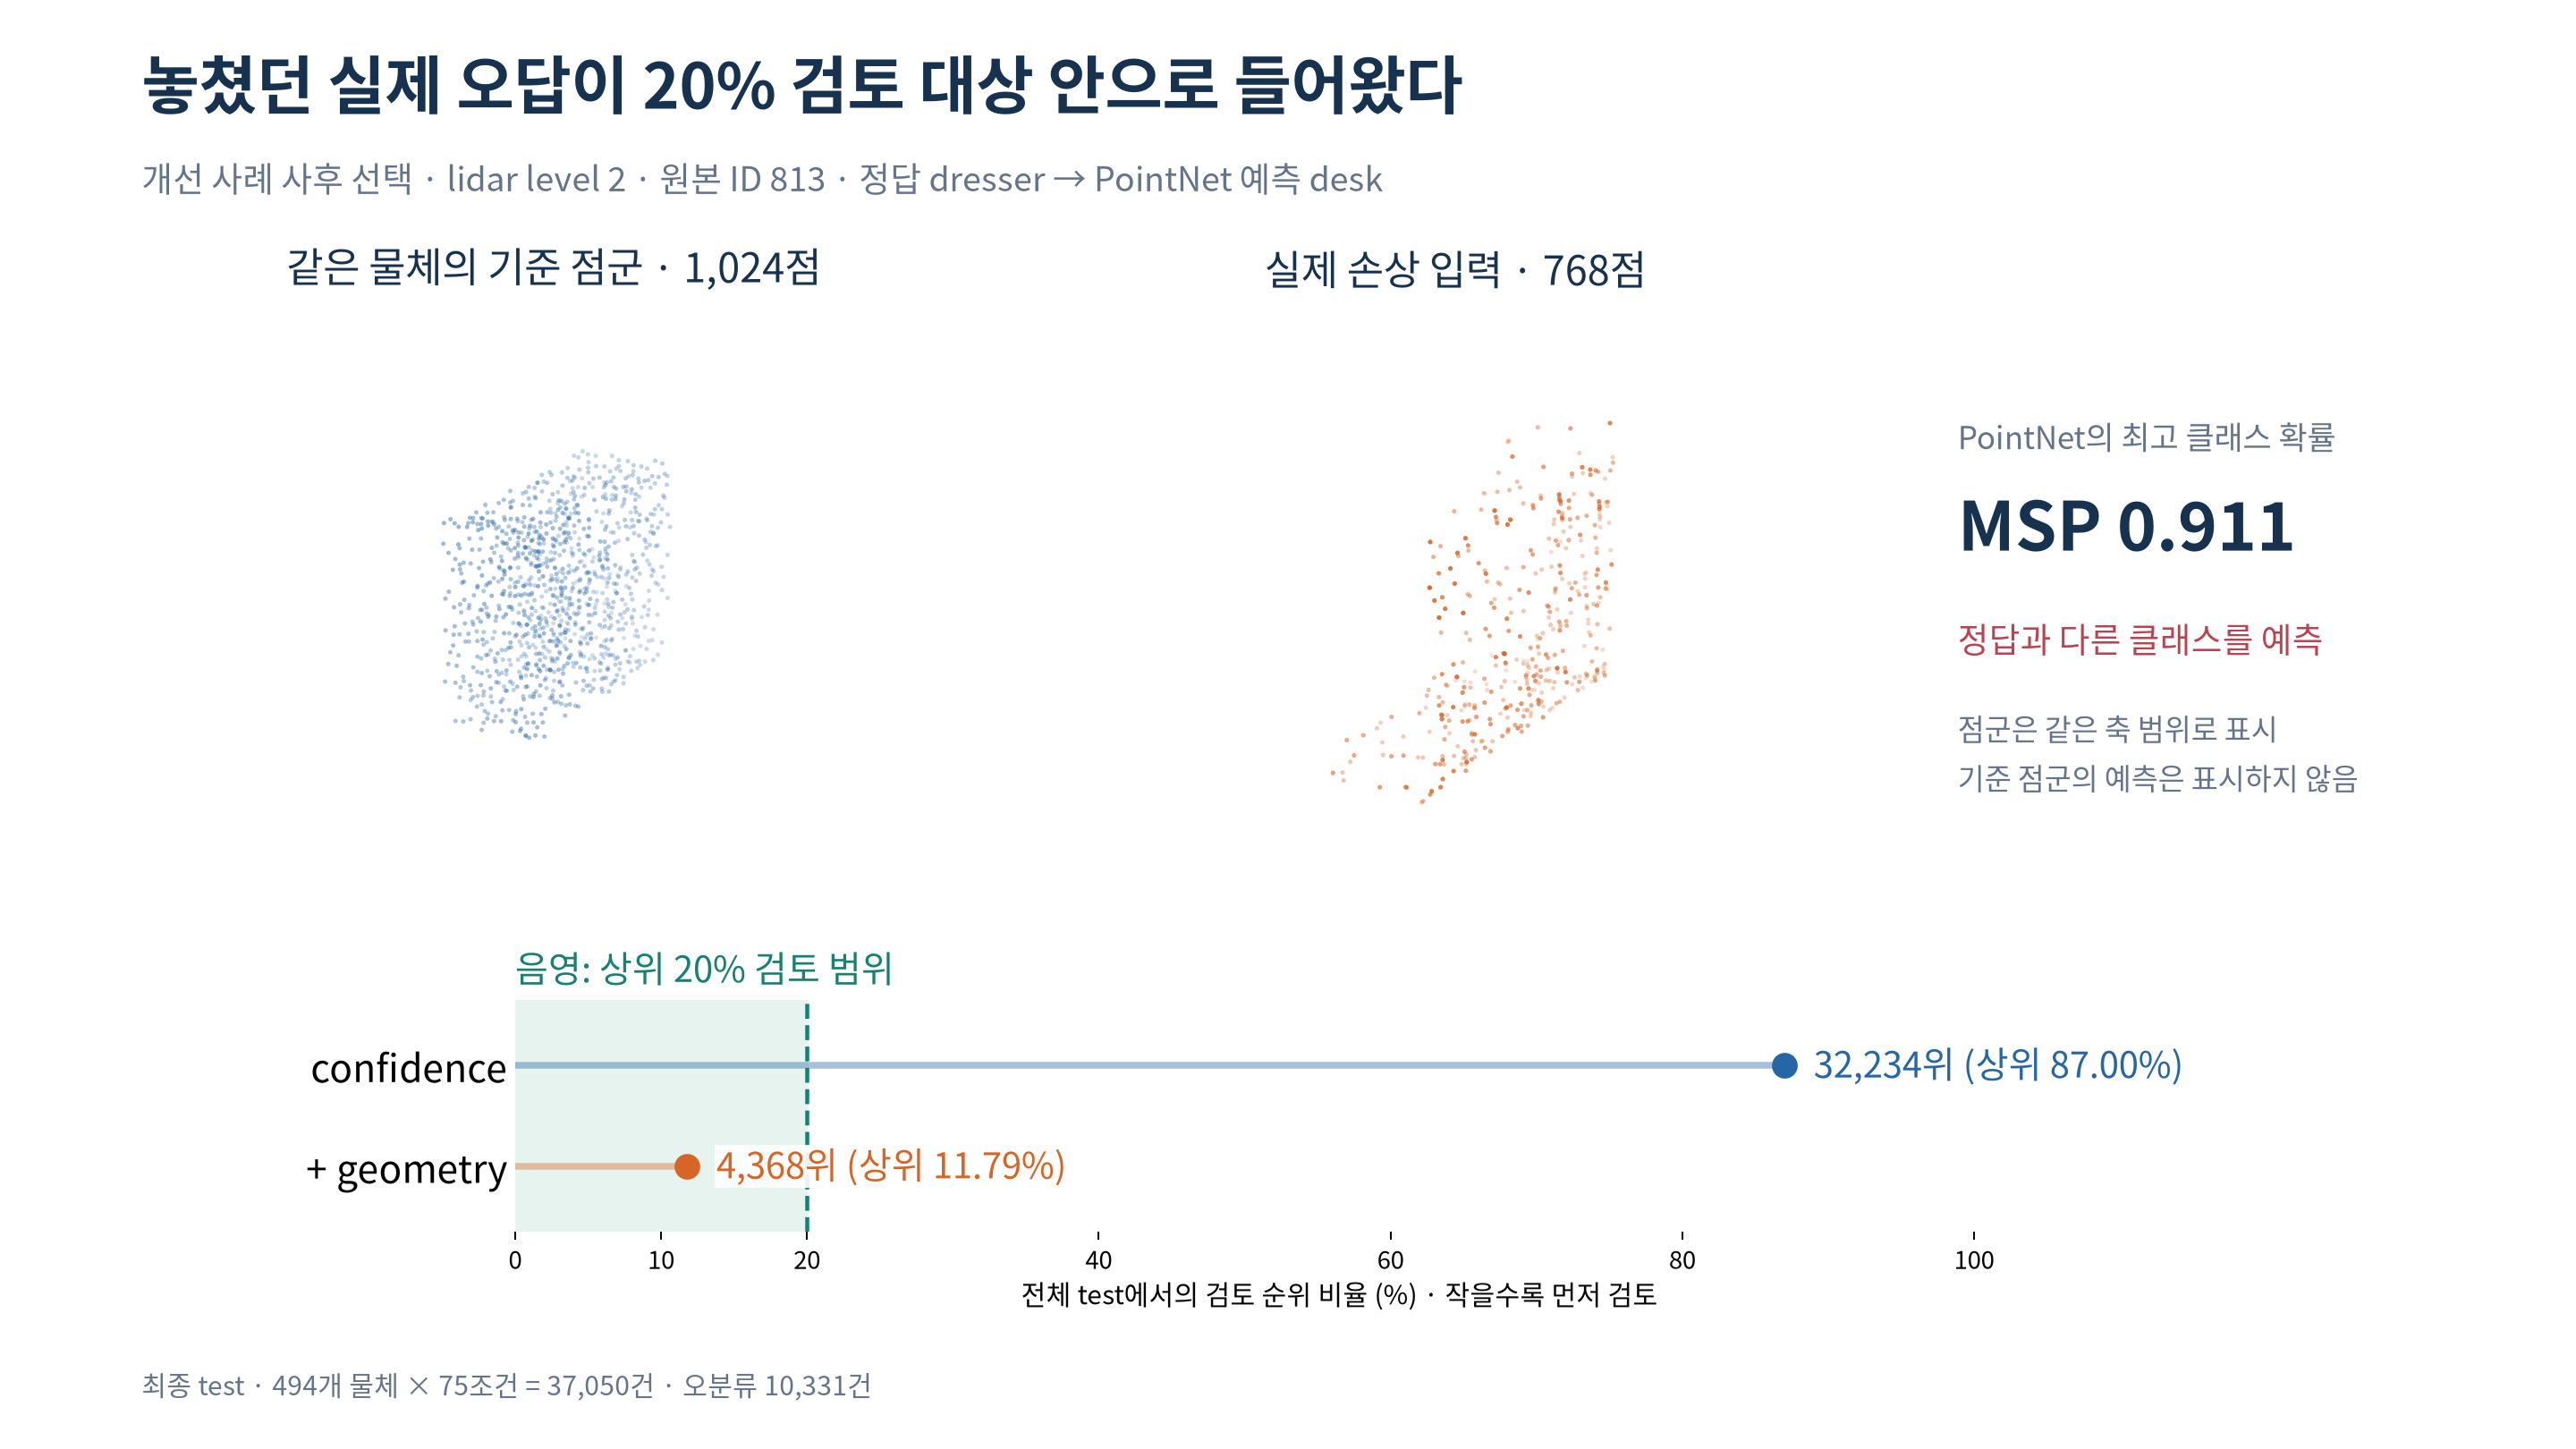 놓쳤던 실제 오답이 20% 검토 대상 안으로 들어왔다
개선 사례 사후 선택 · lidar level 2 · 원본 ID 813 · 정답 dresser → PointNet 예측 desk
같은 물체의 기준 점군 · 1,024점
실제 손상 입력 · 768점
PointNet의 최고 클래스 확률
MSP 0.911
정답과 다른 클래스를 예측
점군은 같은 축 범위로 표시
기준 점군의 예측은 표시하지 않음
음영: 상위 20% 검토 범위
confidence
32,234위 (상위 87.00%)
+ geometry
4,368위 (상위 11.79%)
0 10 20 40 60 80 100
전체 test에서의 검토 순위 비율 (%) · 작을수록 먼저 검토
최종 test · 494개 물체 × 75조건 = 37,050건 · 오분류 10,331건